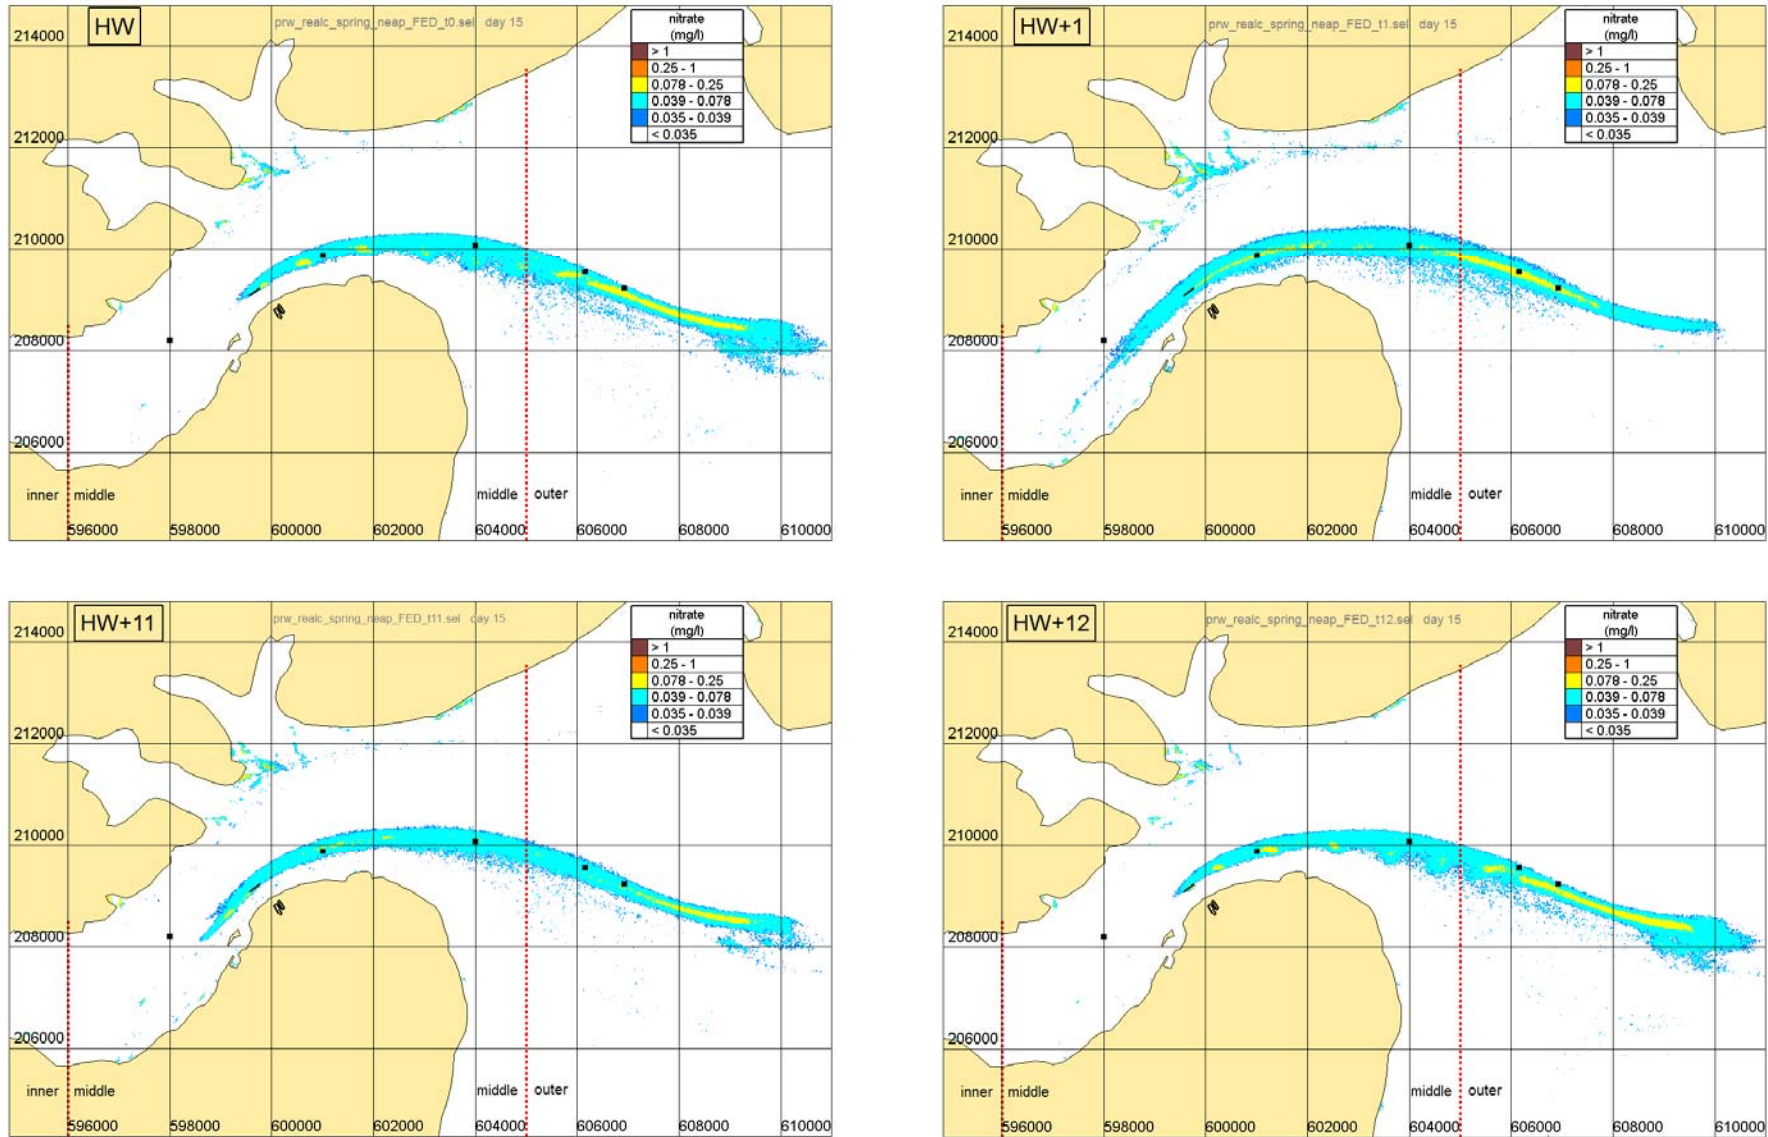 HW
prw_realc_spring_neap_FED_t0.sel day 15
nitrate
(mg/l)
> 1
0.25 - 1
0.078 - 0.25
0.039 - 0.078
0.035 - 0.039
< 0.035
214000
212000
210000
208000
206000
inner middle
middle outer
596000 598000 600000 602000 604000 606000 608000 610000
HW+1
prw_realc_spring_neap_FED_t1.sel day 15
nitrate
(mg/l)
> 1
0.25 - 1
0.078 - 0.25
0.039 - 0.078
0.035 - 0.039
< 0.035
214000
212000
210000
208000
206000
inner middle
middle outer
596000 598000 600000 602000 604000 606000 608000 610000
HW+11
prw_realc_spring_neap_FED_t11.sel day 15
nitrate
(mg/l)
> 1
0.25 - 1
0.078 - 0.25
0.039 - 0.078
0.035 - 0.039
< 0.035
214000
212000
210000
208000
206000
inner middle
middle outer
596000 598000 600000 602000 604000 606000 608000 610000
HW+12
prw_realc_spring_neap_FED_t12.sel day 15
nitrate
(mg/l)
> 1
0.25 - 1
0.078 - 0.25
0.039 - 0.078
0.035 - 0.039
< 0.035
214000
212000
210000
208000
206000
inner middle
middle outer
596000 598000 600000 602000 604000 606000 608000 610000